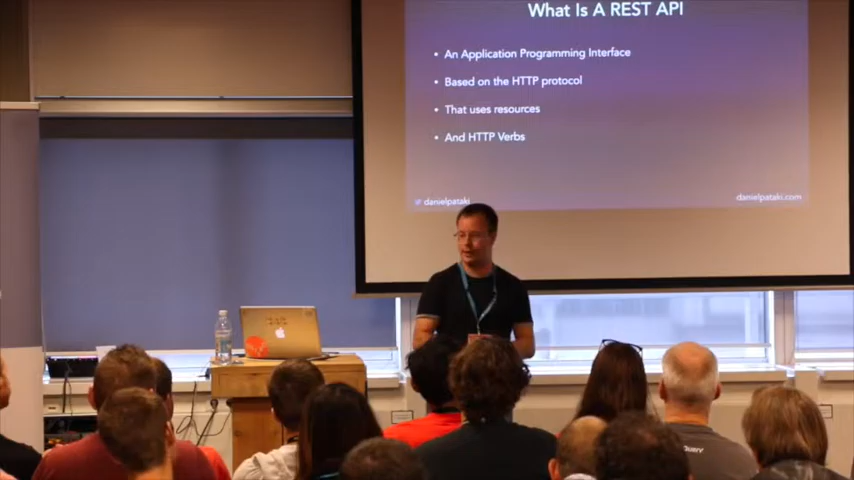 What Is A REST API
• An Application Programming Interface
• Based on the HTTP protocol
• That uses resources
• And HTTP Verbs
danielpataki
danielpataki.com